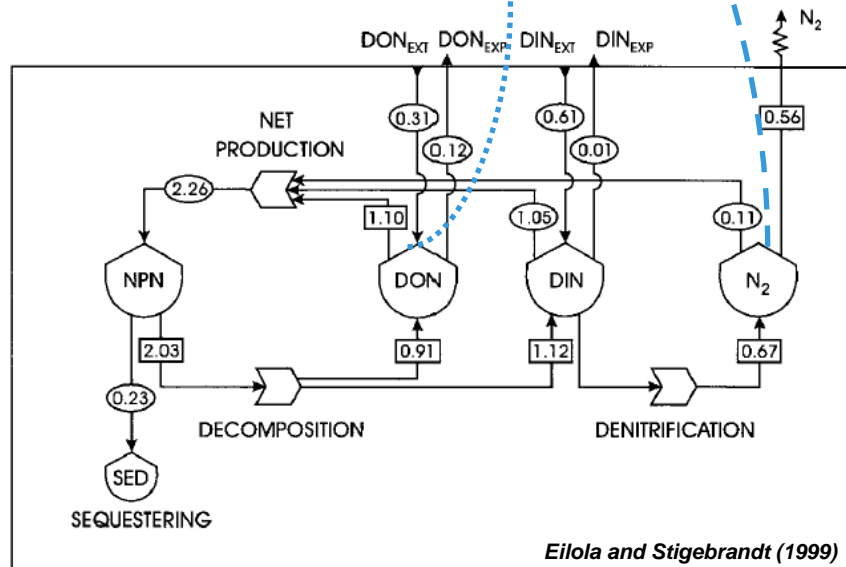 N₂
DON_EXT DON_EXP DIN_EXT DIN_EXP
0.31
0.12
0.61
0.01
0.56
NET
PRODUCTION
2.26
1.10
1.05
0.11
NPN
DON
DIN
N₂
2.03
0.91
1.12
0.67
0.23
DECOMPOSITION
DENITRIFICATION
SED
SEQUESTERING
Eilola and Stigebrandt (1999)